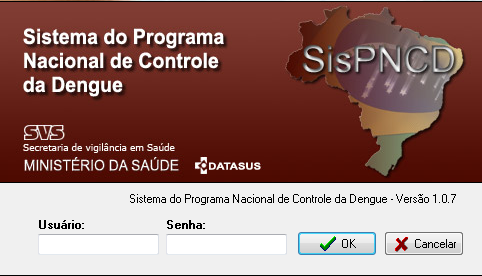 Sistema do Programa
Nacional de Controle
da Dengue
SisPNCD
SVS
Secretaria de vigilância em Saúde
MINISTÉRIO DA SAÚDE
DATASUS
Sistema do Programa Nacional de Controle da Dengue - Versão 1.0.7
Usuário:
Senha:
OK
Cancelar